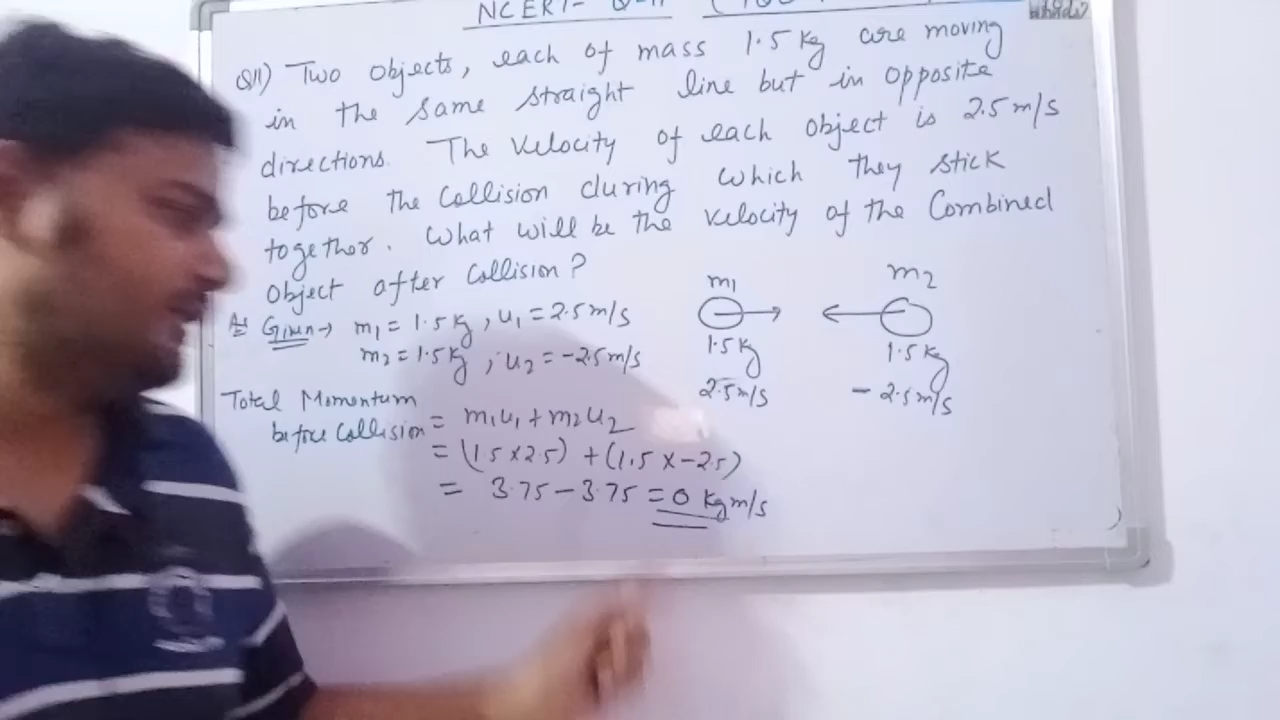 NCERT- Q-11
Q11) Two objects, each of mass 1.5 Kg are moving
in the same straight line but in opposite
directions. The Velocity of each object is 2.5 m/s
before the Collision during which they stick
together. What will be the velocity of the Combined
Object after Collision?
m1 m2
Given → m1 = 1.5 Kg, u1 = 2.5 m/s
1.5 Kg 1.5 Kg
m2 = 1.5 Kg, u2 = -2.5 m/s
2.5 m/s - 2.5 m/s
Total Momentum
before Collision = m1u1 + m2u2
= (1.5 x 2.5) + (1.5 x -2.5)
= 3.75 - 3.75 = 0 Kg m/s